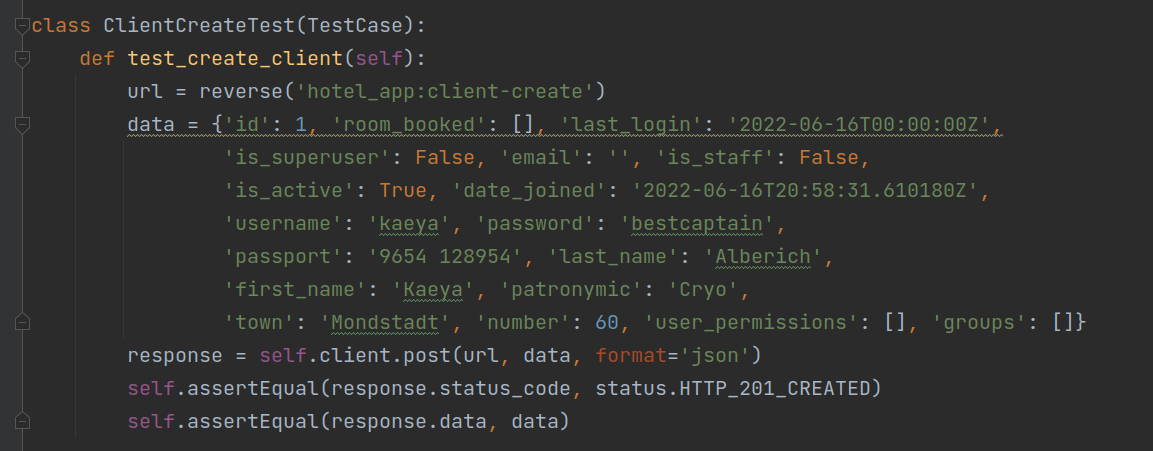 class ClientCreateTest(TestCase):
def test_create_client(self):
url = reverse('hotel_app:client-create')
data = {'id': 1, 'room_booked': [], 'last_login': '2022-06-16T00:00:00Z',
'is_superuser': False, 'email': '', 'is_staff': False,
'is_active': True, 'date_joined': '2022-06-16T20:58:31.610180Z',
'username': 'kaeya', 'password': 'bestcaptain',
'passport': '9654 128954', 'last_name': 'Alberich',
'first_name': 'Kaeya', 'patronymic': 'Cryo',
'town': 'Mondstadt', 'number': 60, 'user_permissions': [], 'groups': []}
response = self.client.post(url, data, format='json')
self.assertEqual(response.status_code, status.HTTP_201_CREATED)
self.assertEqual(response.data, data)